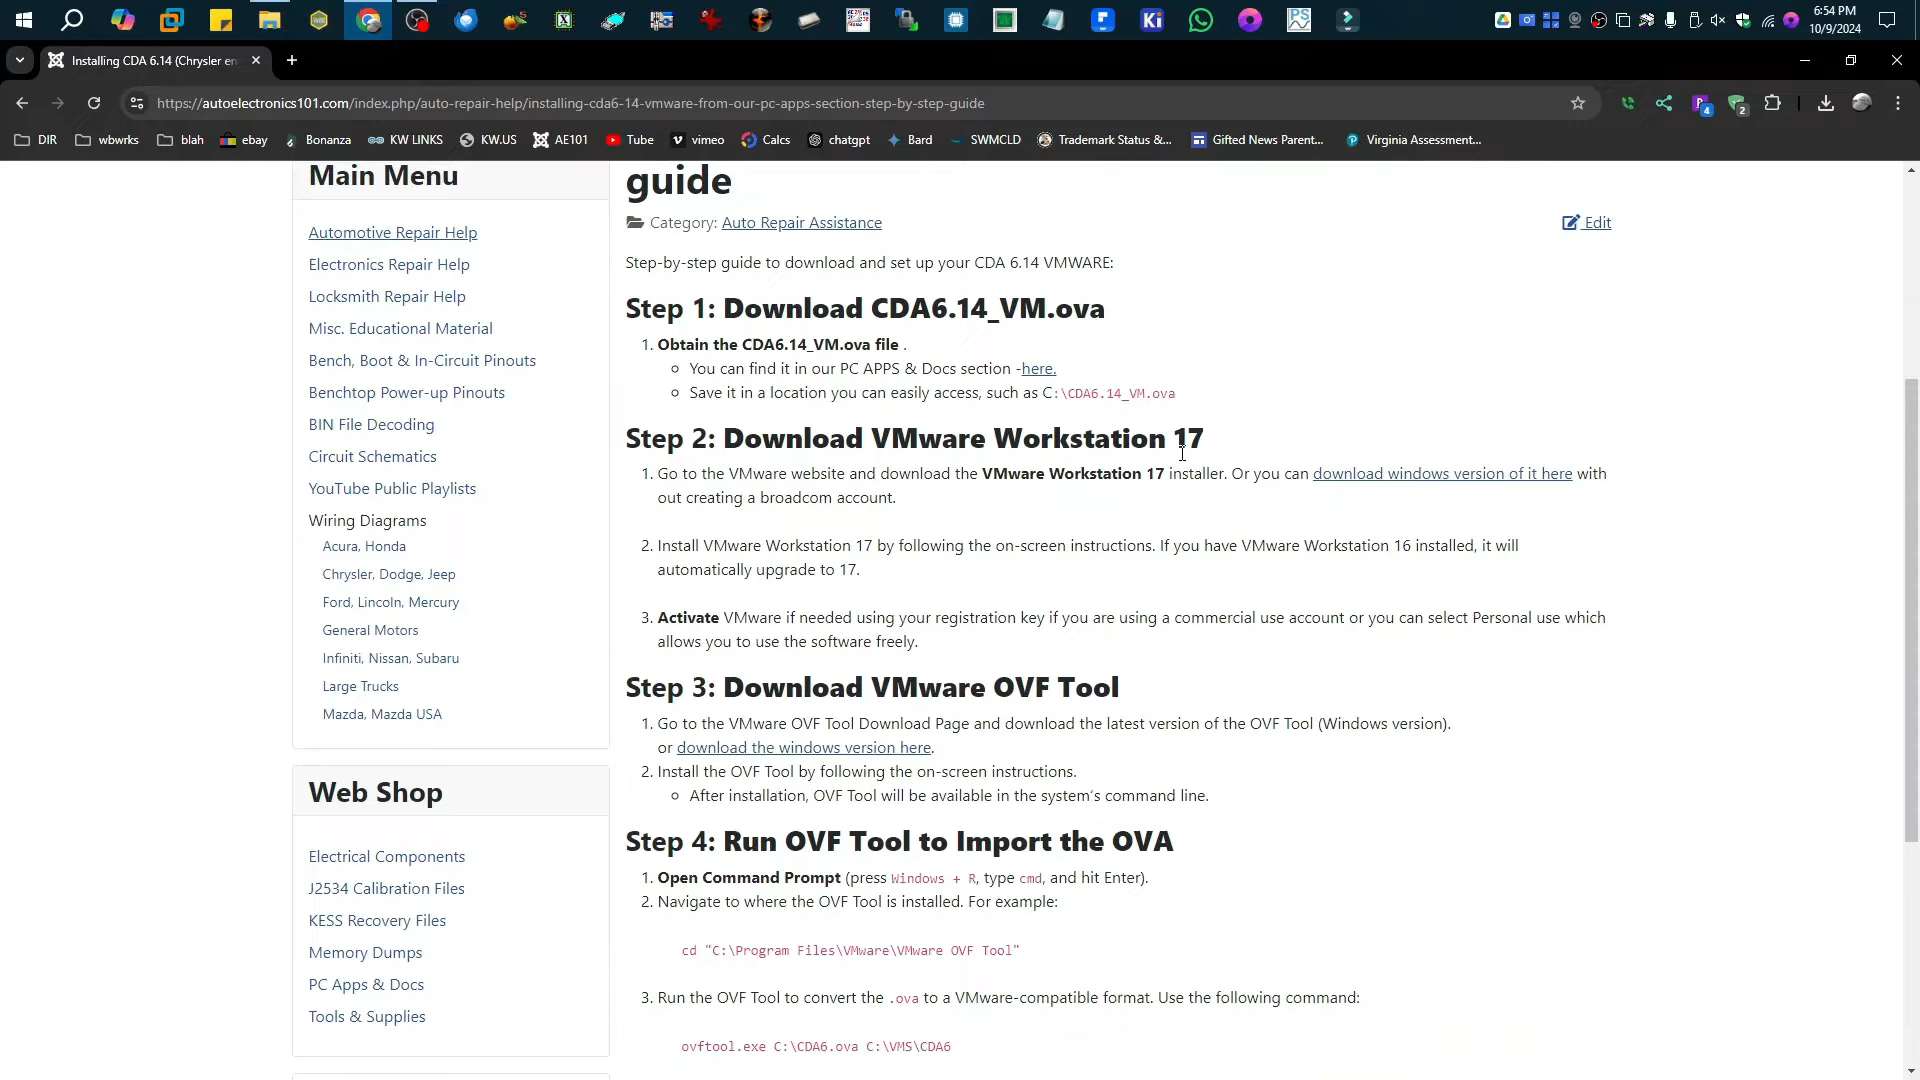 6:54 PM
10/9/2024
Installing CDA 6.14 (Chrysler en
https://autoelectronics101.com/index.php/auto-repair-help/installing-cda6-14-vmware-from-our-pc-apps-section-step-by-step-guide
DIR wbwrks blah ebay Bonanza KW LINKS KW.US AE101 Tube vimeo Calcs chatgpt Bard SWMCLD Trademark Status &... Gifted News Parent... Virginia Assessment...
Main Menu
Automotive Repair Help
Electronics Repair Help
Locksmith Repair Help
Misc. Educational Material
Bench, Boot & In-Circuit Pinouts
Benchtop Power-up Pinouts
BIN File Decoding
Circuit Schematics
YouTube Public Playlists
Wiring Diagrams
Acura, Honda
Chrysler, Dodge, Jeep
Ford, Lincoln, Mercury
General Motors
Infiniti, Nissan, Subaru
Large Trucks
Mazda, Mazda USA
Web Shop
Electrical Components
J2534 Calibration Files
KESS Recovery Files
Memory Dumps
PC Apps & Docs
Tools & Supplies
guide
Category: Auto Repair Assistance
Edit
Step-by-step guide to download and set up your CDA 6.14 VMWARE:
Step 1: Download CDA6.14_VM.ova
1. Obtain the CDA6.14_VM.ova file .
You can find it in our PC APPS & Docs section -here.
Save it in a location you can easily access, such as C:\CDA6.14_VM.ova
Step 2: Download VMware Workstation 17
1. Go to the VMware website and download the VMware Workstation 17 installer. Or you can download windows version of it here with
out creating a broadcom account.
2. Install VMware Workstation 17 by following the on-screen instructions. If you have VMware Workstation 16 installed, it will
automatically upgrade to 17.
3. Activate VMware if needed using your registration key if you are using a commercial use account or you can select Personal use which
allows you to use the software freely.
Step 3: Download VMware OVF Tool
1. Go to the VMware OVF Tool Download Page and download the latest version of the OVF Tool (Windows version).
or download the windows version here.
2. Install the OVF Tool by following the on-screen instructions.
After installation, OVF Tool will be available in the system's command line.
Step 4: Run OVF Tool to Import the OVA
1. Open Command Prompt (press Windows + R, type cmd, and hit Enter).
2. Navigate to where the OVF Tool is installed. For example:
cd "C:\Program Files\VMware\VMware OVF Tool"
3. Run the OVF Tool to convert the .ova to a VMware-compatible format. Use the following command:
ovftool.exe C:\CDA6.ova C:\VMS\CDA6